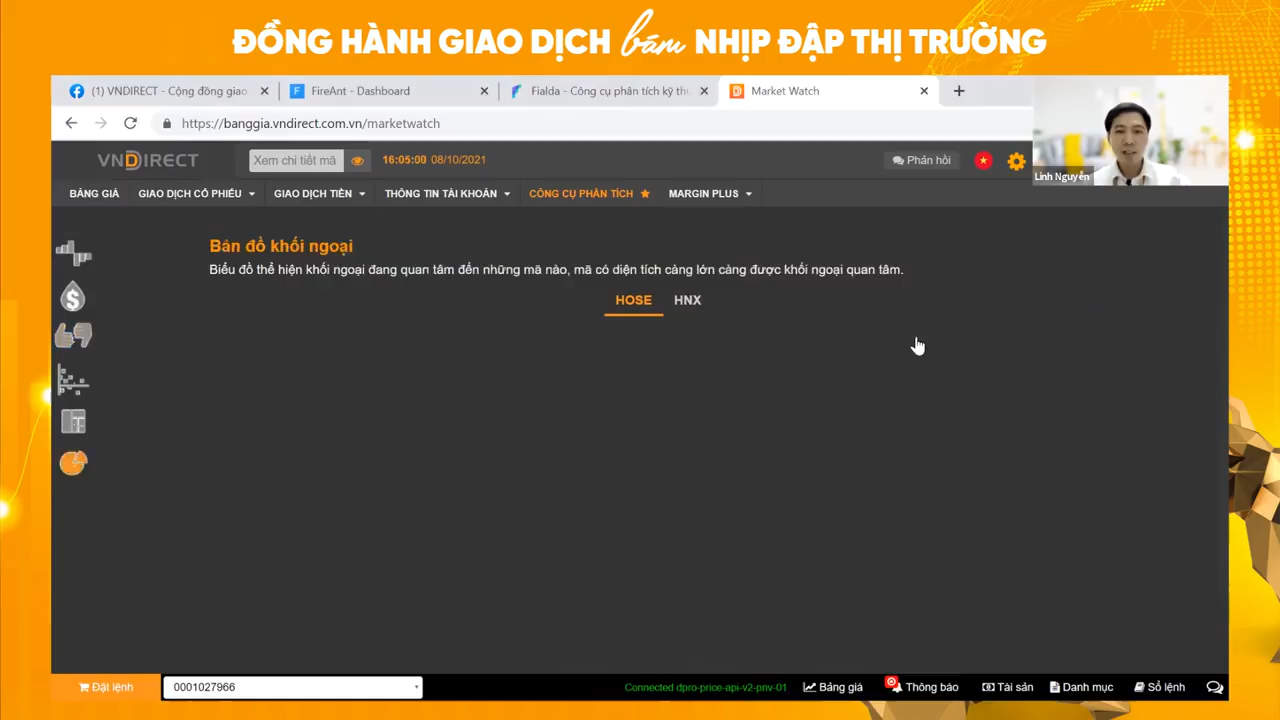 ĐỒNG HÀNH GIAO DỊCH bám NHỊP ĐẬP THỊ TRƯỜNG
(1) VNDIRECT - Cộng đồng giao
FireAnt - Dashboard
Fialda - Công cụ phân tích kỹ thu
Market Watch
https://banggia.vndirect.com.vn/marketwatch
VNDIRECT
Xem chi tiết mã
16:05:00 08/10/2021
Phản hồi
Linh Nguyễn
BẢNG GIÁ
GIAO DỊCH CỔ PHIẾU
GIAO DỊCH TIỀN
THÔNG TIN TÀI KHOẢN
CÔNG CỤ PHÂN TÍCH
MARGIN PLUS
Bản đồ khối ngoại
Biểu đồ thể hiện khối ngoại đang quan tâm đến những mã nào, mã có diện tích càng lớn càng được khối ngoại quan tâm.
HOSE
HNX
Đặt lệnh
0001027966
Connected dpro-price-api-v2-pnv-01
Bảng giá
Thông báo
Tài sản
Danh mục
Sổ lệnh